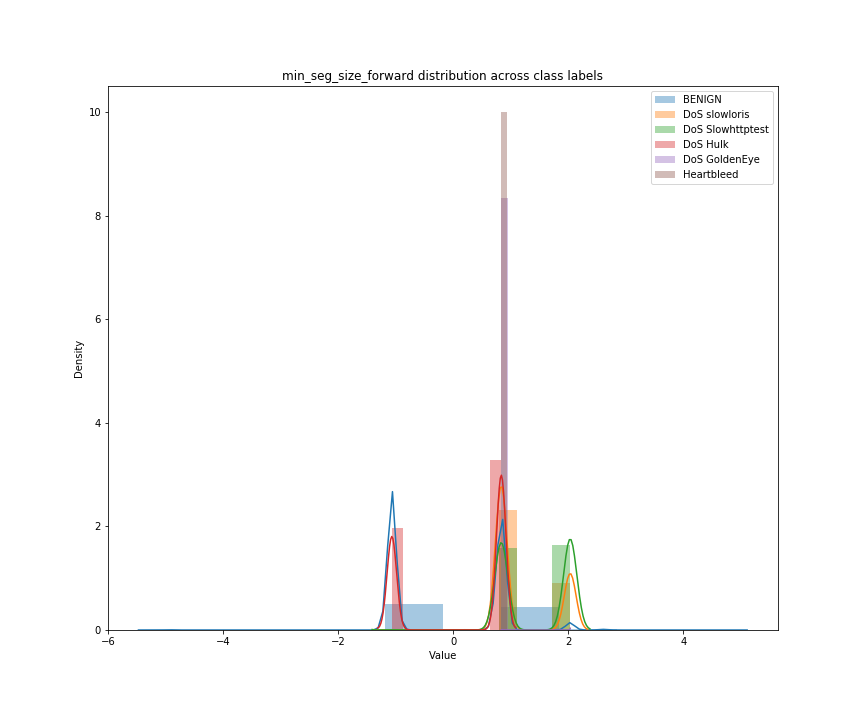 min_seg_size_forward distribution across class labels
BENIGN
DoS slowloris
DoS Slowhttptest
DoS Hulk
DoS GoldenEye
Heartbleed
10
8
6
4
2
0
Density
−6
−4
−2
0
2
4
Value